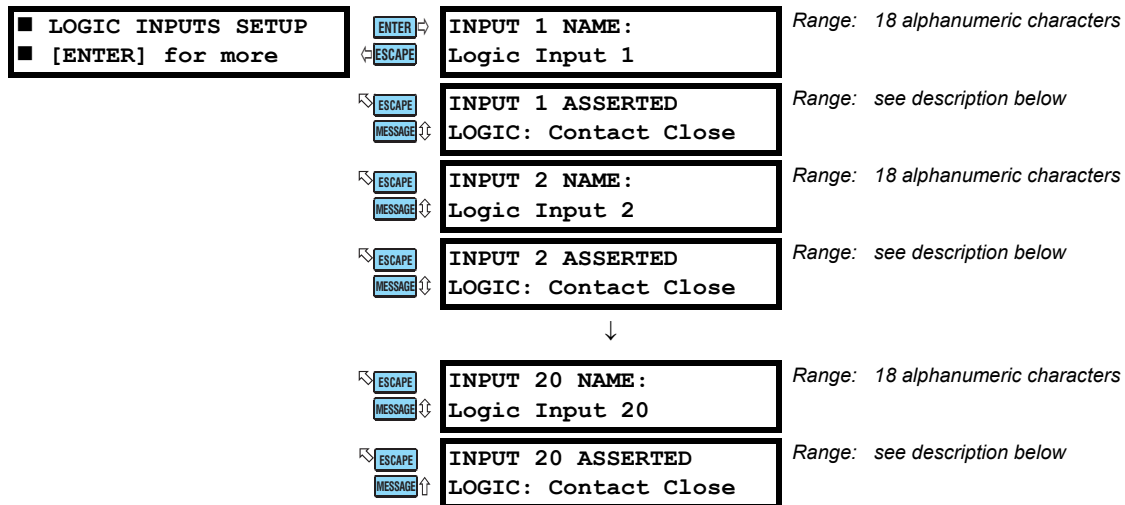 ■ LOGIC INPUTS SETUP
■ [ENTER] for more
ENTER
ESCAPE
INPUT 1 NAME:
Logic Input 1
Range: 18 alphanumeric characters
ESCAPE
MESSAGE
INPUT 1 ASSERTED
LOGIC: Contact Close
Range: see description below
ESCAPE
MESSAGE
INPUT 2 NAME:
Logic Input 2
Range: 18 alphanumeric characters
ESCAPE
MESSAGE
INPUT 2 ASSERTED
LOGIC: Contact Close
Range: see description below
↓
ESCAPE
MESSAGE
INPUT 20 NAME:
Logic Input 20
Range: 18 alphanumeric characters
ESCAPE
MESSAGE
INPUT 20 ASSERTED
LOGIC: Contact Close
Range: see description below